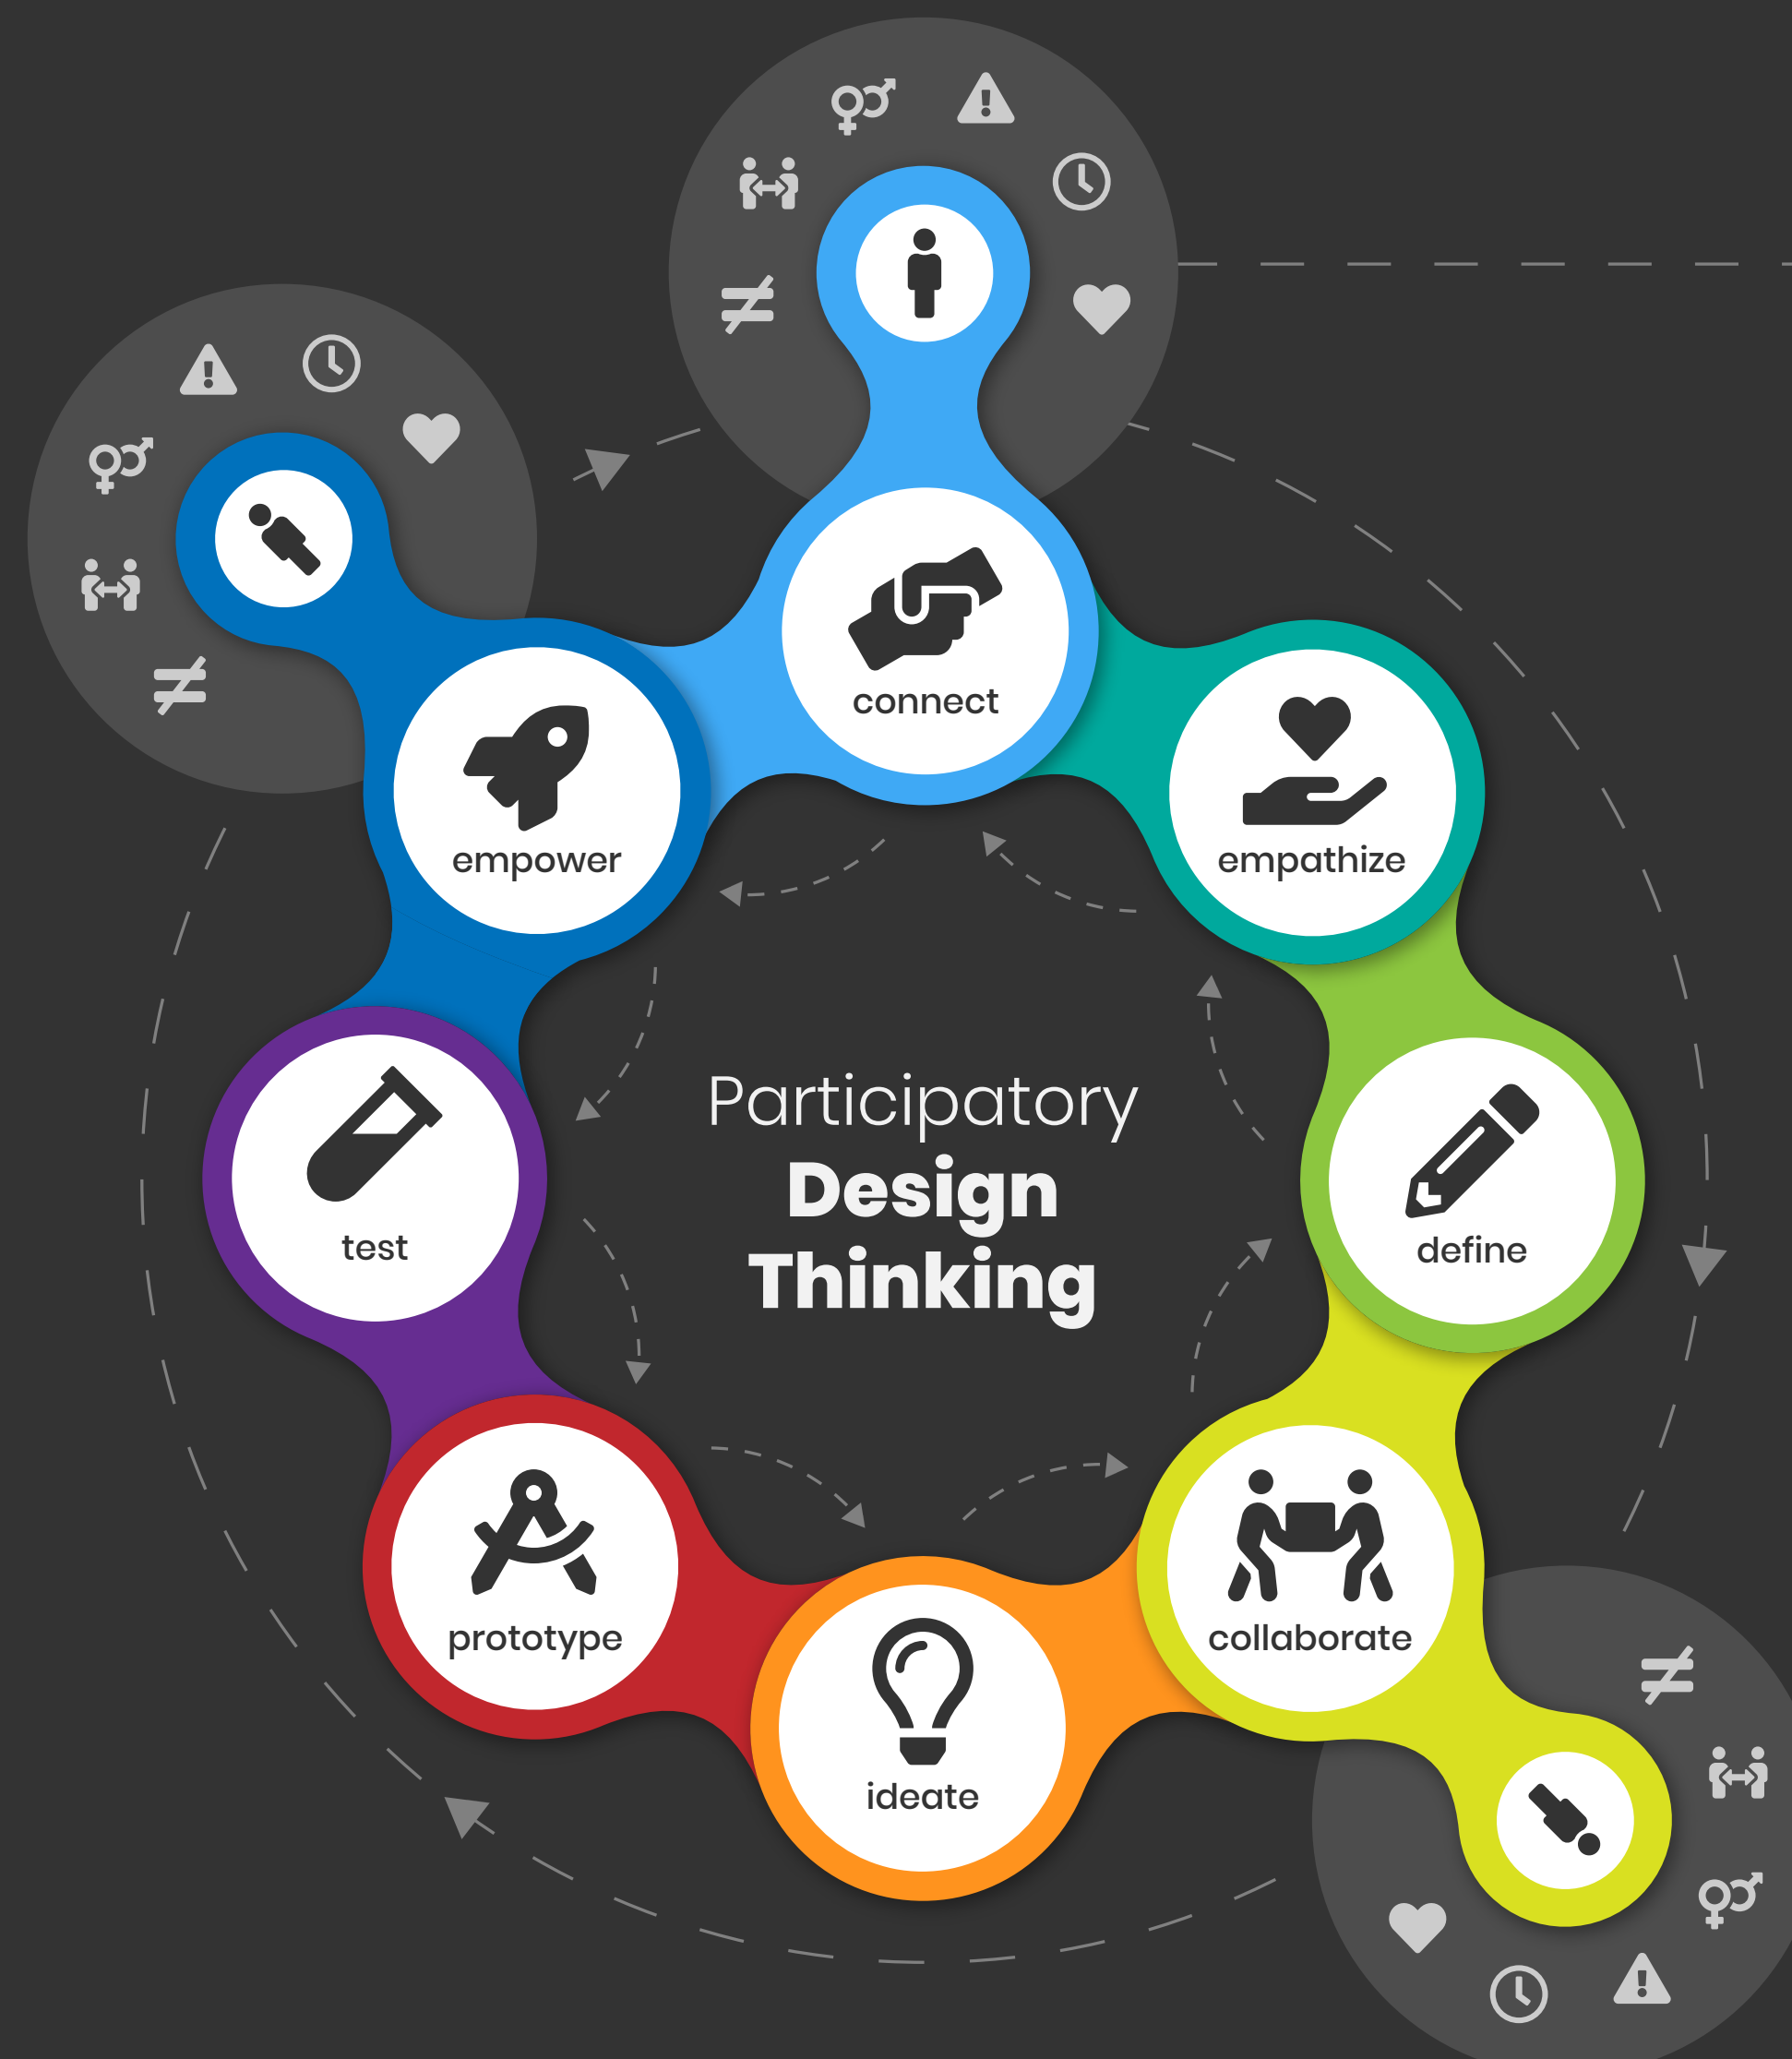 connect
empower
empathize
Participatory
Design
Thinking
test
define
prototype
collaborate
ideate